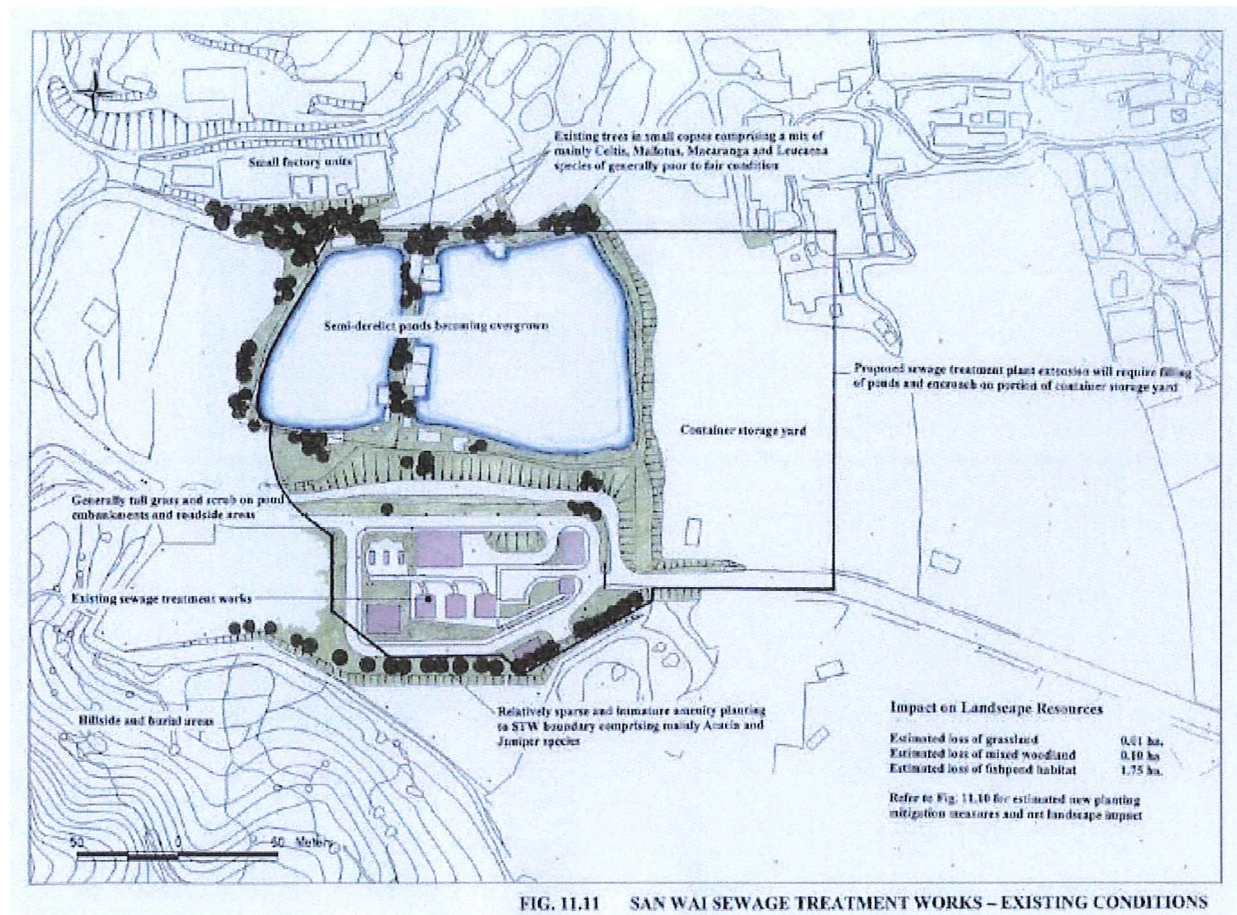 N
Existing trees in small copses comprising a mix of
mainly Celtis, Mallotus, Macaranga and Leucaena
species of generally poor to fair condition
Small factory units
Semi-derelict ponds becoming overgrown
Proposed sewage treatment plant extension will require filling
of ponds and encroach on portion of container storage yard
Container storage yard
Generally tall grass and scrub on pond
embankments and roadside areas
Existing sewage treatment works
Hillside and burial areas
Relatively sparse and immature amenity planting
to STW boundary comprising mainly Acacia and
Juniper species
Impact on Landscape Resources
Estimated loss of grassland 0.01 ha.
Estimated loss of mixed woodland 0.10 ha
Estimated loss of fishpond habitat 1.75 ha.
Refer to Fig. 11.10 for estimated new planting
mitigation measures and net landscape impact
50 0 50 Meters
FIG. 11.11 SAN WAI SEWAGE TREATMENT WORKS – EXISTING CONDITIONS